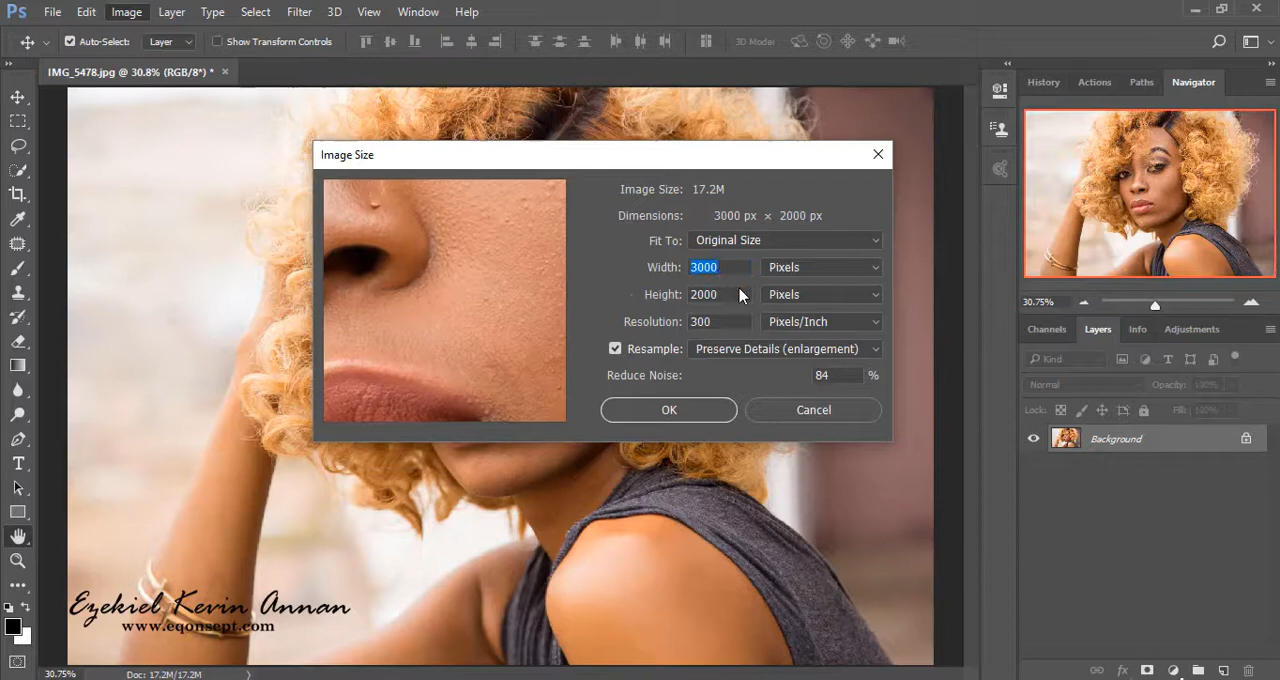 Ps File Edit Image Layer Type Select Filter 3D View Window Help
Auto-Select: Layer Show Transform Controls 3D Model
IMG_5478.jpg @ 30.8% (RGB/8*) * ×
Image Size
Image Size: 17.2M
Dimensions: 3000 px × 2000 px
Fit To: Original Size
Width: 3000 Pixels
Height: 2000 Pixels
Resolution: 300 Pixels/Inch
Resample: Preserve Details (enlargement)
Reduce Noise: 84 %
OK Cancel
History Actions Paths Navigator
30.75%
Channels Layers Info Adjustments
Kind
Normal Opacity: 100%
Lock: Fill: 100%
Background
Ezekiel Kevin Annan
www.eqonsept.com
30.75% Doc: 17.2M/17.2M